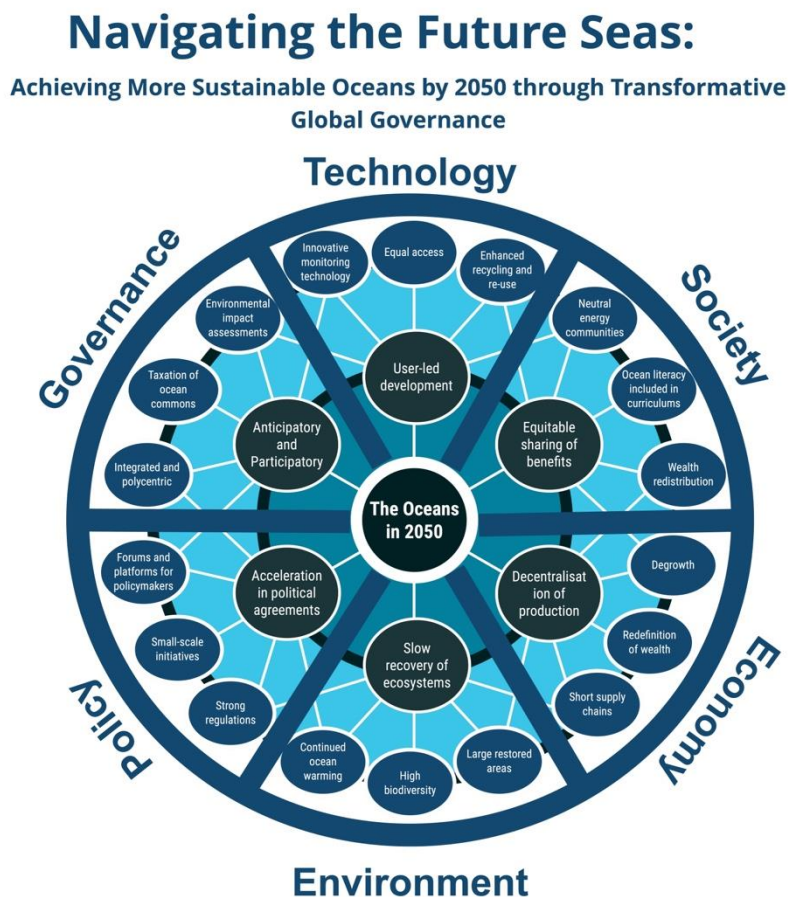 Navigating the Future Seas:
Achieving More Sustainable Oceans by 2050 through Transformative
Global Governance
Technology
Innovative
monitoring
technology
Equal access
Enhanced
recycling and
re-use
User-led
development
Society
Neutral
energy
communities
Ocean literacy
included in
curriculums
Wealth
redistribution
Equitable
sharing of
benefits
Economy
Degrowth
Redefinition
of wealth
Short supply
chains
Decentralisat
ion of
production
Environment
Large restored
areas
High
biodiversity
Continued
ocean
warming
Slow
recovery of
ecosystems
Policy
Strong
regulations
Small-scale
initiatives
Forums and
platforms for
policymakers
Acceleration
in political
agreements
Governance
Integrated and
polycentric
Taxation of
ocean
commons
Environmental
impact
assessments
Anticipatory
and
Participatory
The Oceans
in 2050